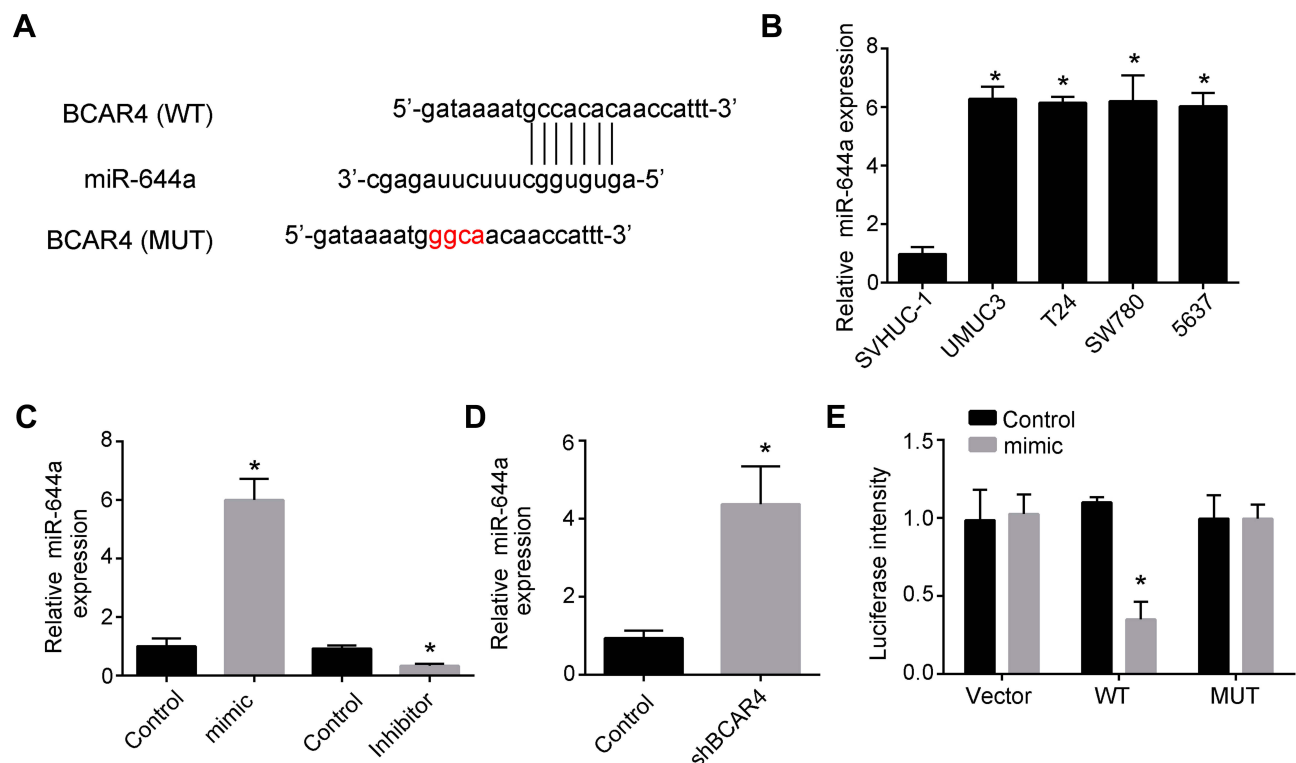 A
BCAR4 (WT)
5’-gataaaatgccacacaaccattt-3’
miR-644a
3’-cgagauucuuucgguguga-5’
BCAR4 (MUT)
5’-gataaaatgggcaacaaccattt-3’
B
Relative miR-644a expression
8
6
4
2
0
* * * *
SVHUC-1 UMUC3 T24 SW780 5637
C
Relative miR-644a
expression
8
6
4
2
0
* *
Control mimic Control Inhibitor
D
Relative miR-644a
expression
6
4
2
0
*
Control shBCAR4
E
Control
mimic
Luciferase intensity
1.5
1.0
0.5
0.0
*
Vector WT MUT